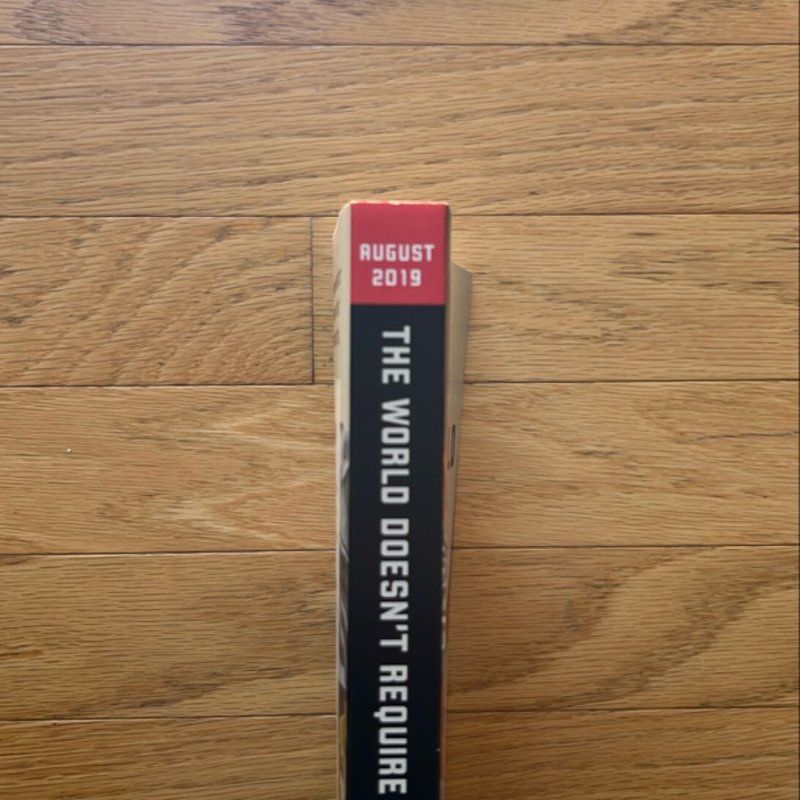 AUGUST
2019
THE WORLD DOESN'T REQUIRE